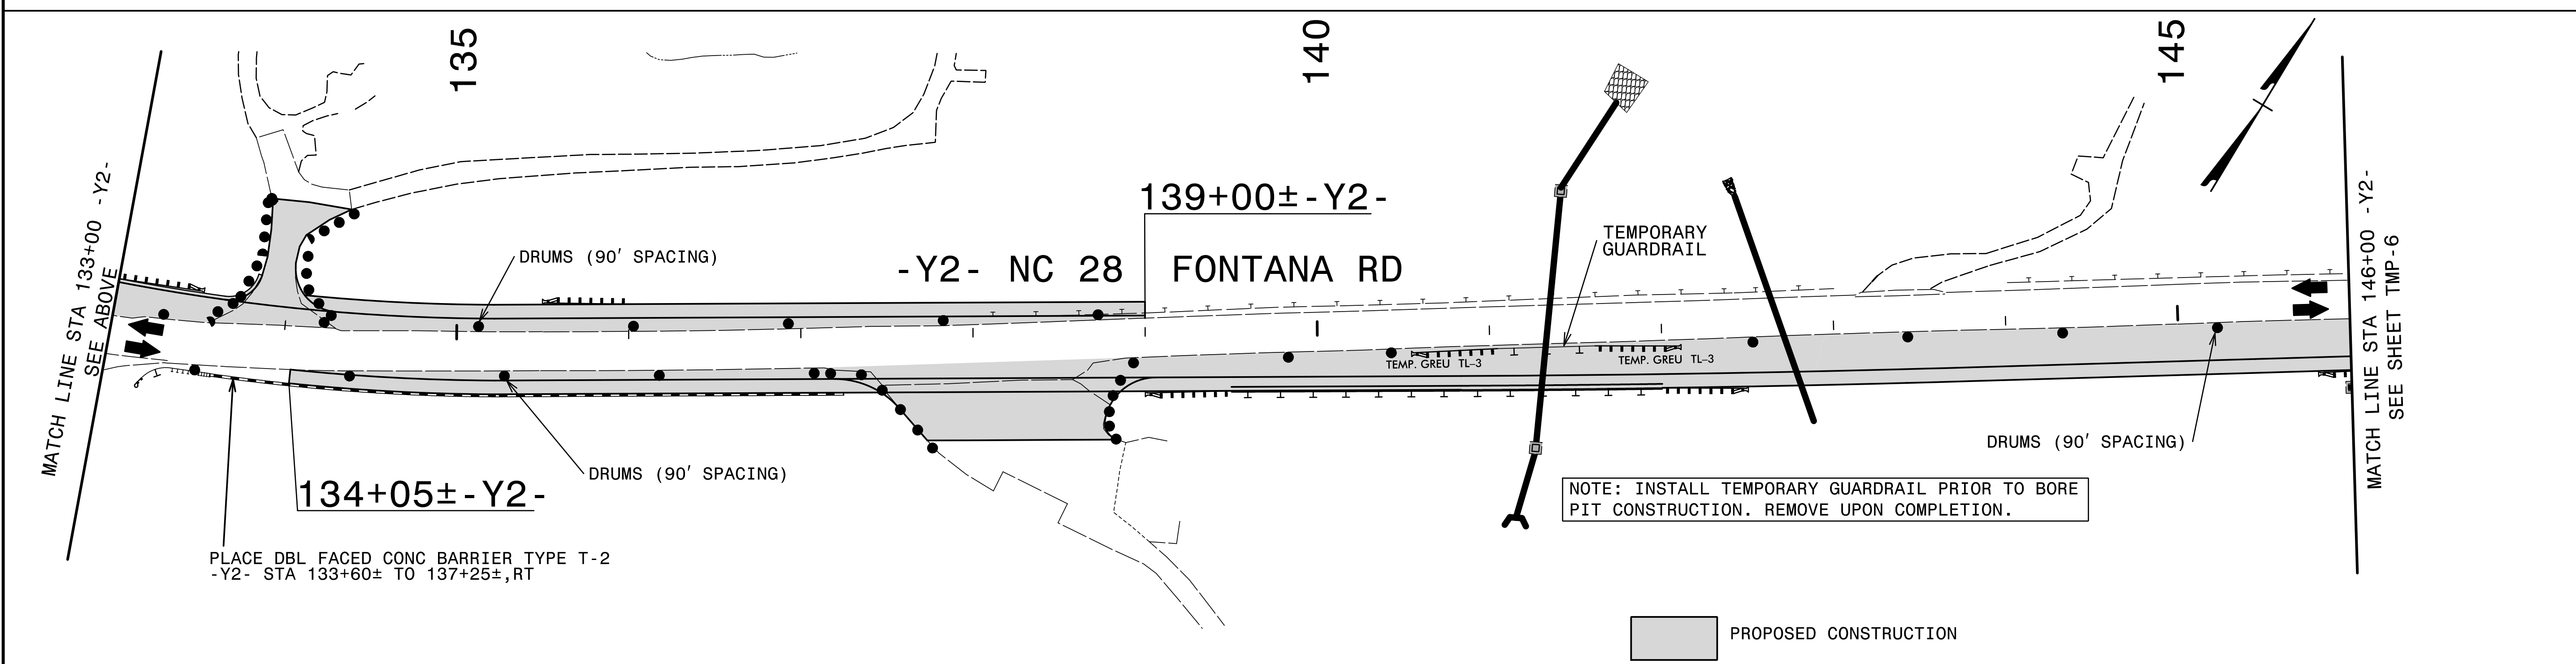 135
140
145
MATCH LINE STA 133+00 -Y2-
SEE ABOVE
139+00±-Y2-
DRUMS (90' SPACING)
-Y2- NC 28 FONTANA RD
TEMPORARY
GUARDRAIL
TEMP. GREU TL-3
TEMP. GREU TL-3
MATCH LINE STA 146+00 -Y2-
SEE SHEET TMP-6
DRUMS (90' SPACING)
DRUMS (90' SPACING)
134+05±-Y2-
NOTE: INSTALL TEMPORARY GUARDRAIL PRIOR TO BORE
PIT CONSTRUCTION. REMOVE UPON COMPLETION.
PLACE DBL FACED CONC BARRIER TYPE T-2
-Y2- STA 133+60± TO 137+25±,RT
PROPOSED CONSTRUCTION